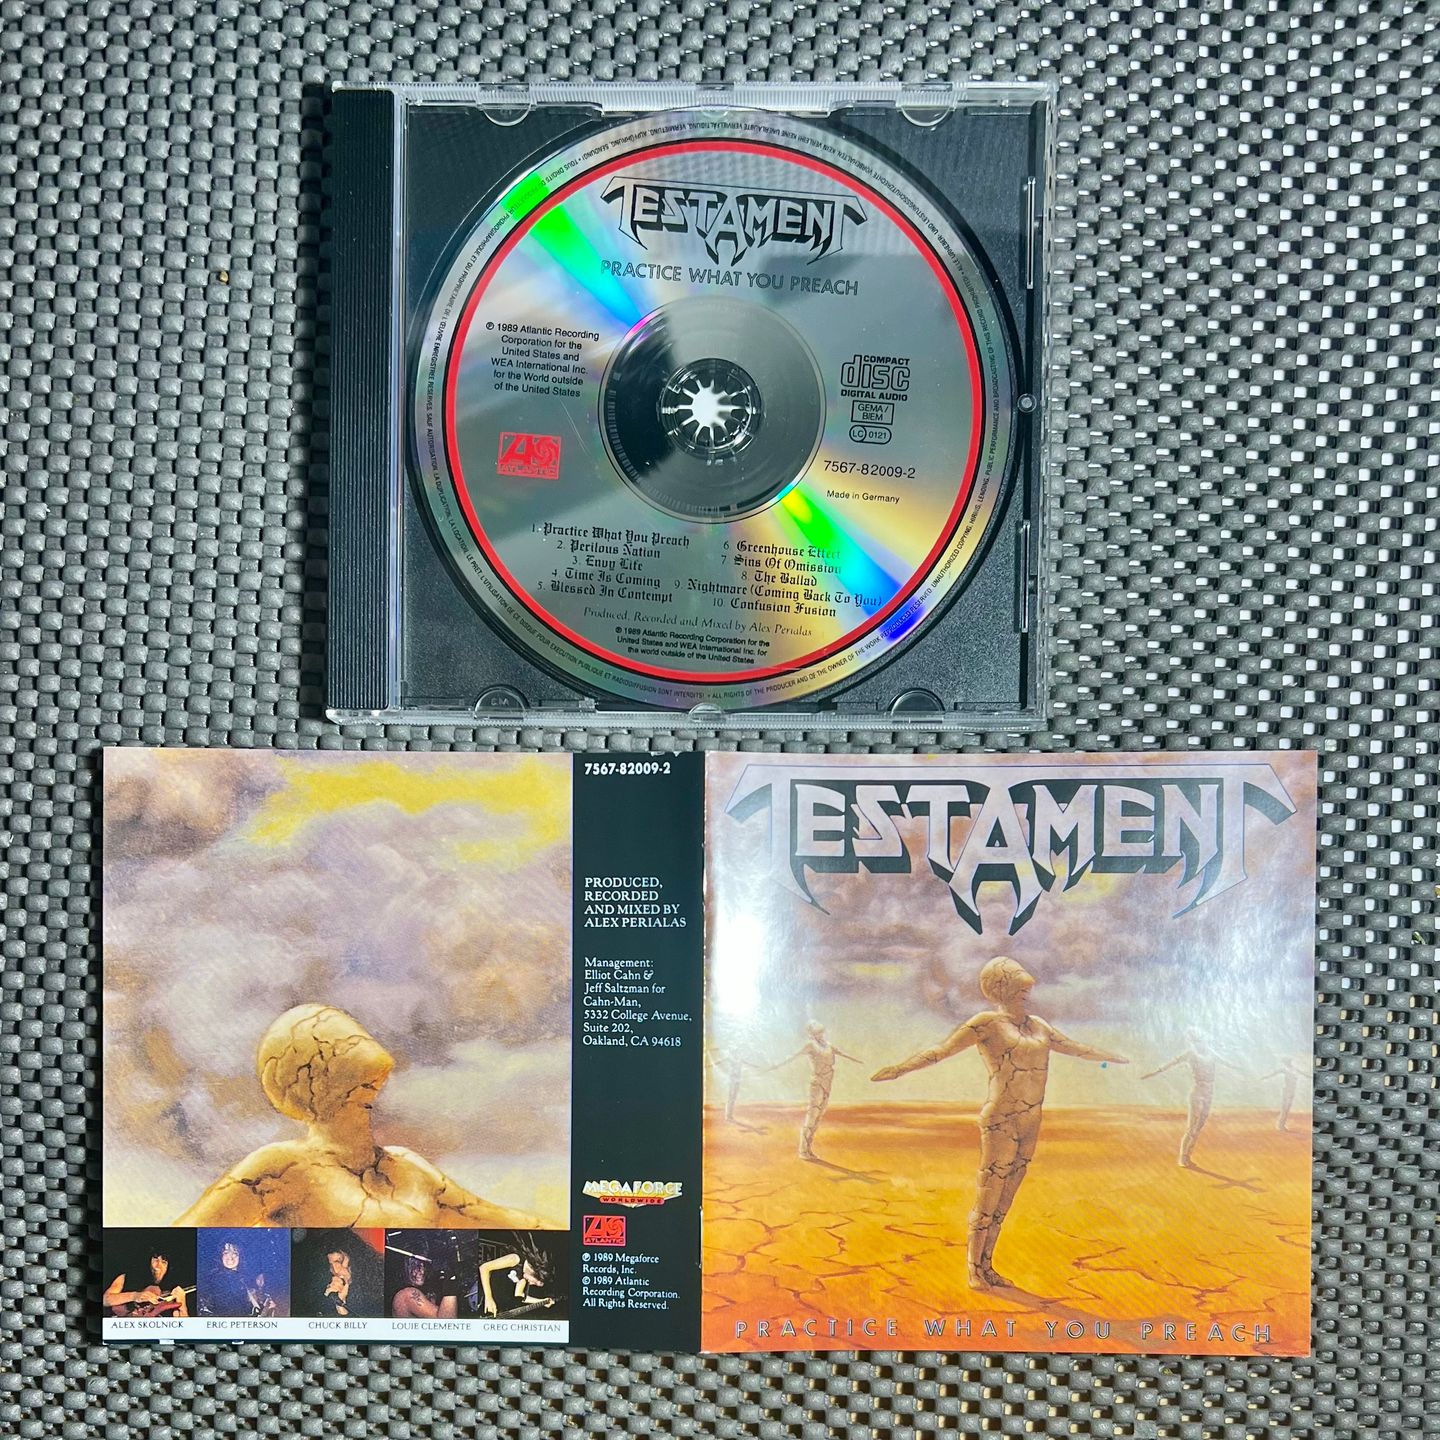 TESTAMENT
PRACTICE WHAT YOU PREACH
℗ 1989 Atlantic Recording
Corporation for the
United States and
WEA International Inc.
for the World outside
of the United States
ATLANTIC
COMPACT
disc
DIGITAL AUDIO
GEMA/
BIEM
LC 0121
7567-82009-2
Made in Germany
1. Practice What You Preach
2. Perilous Nation
3. Envy Life
4 Time Is Coming
5. Blessed In Contempt
6. Greenhouse Effect
7 Sins Of Omission
8. The Ballad
9. Nightmare (Coming Back To You)
10. Confusion Fusion
Produced, Recorded and Mixed by Alex Perialas
℗ 1989 Atlantic Recording Corporation for the
United States and WEA International Inc. for
the world outside of the United States
7567-82009-2
PRODUCED,
RECORDED
AND MIXED BY
ALEX PERIALAS
Management:
Elliot Cahn &
Jeff Saltzman for
Cahn-Man,
5332 College Avenue,
Suite 202,
Oakland, CA 94618
MEGAFORCE
WORLDWIDE
ATLANTIC
℗ 1989 Megaforce
Records, Inc.
© 1989 Atlantic
Recording Corporation.
All Rights Reserved.
ALEX SKOLNICK
ERIC PETERSON
CHUCK BILLY
LOUIE CLEMENTE
GREG CHRISTIAN
TESTAMENT
PRACTICE WHAT YOU PREACH